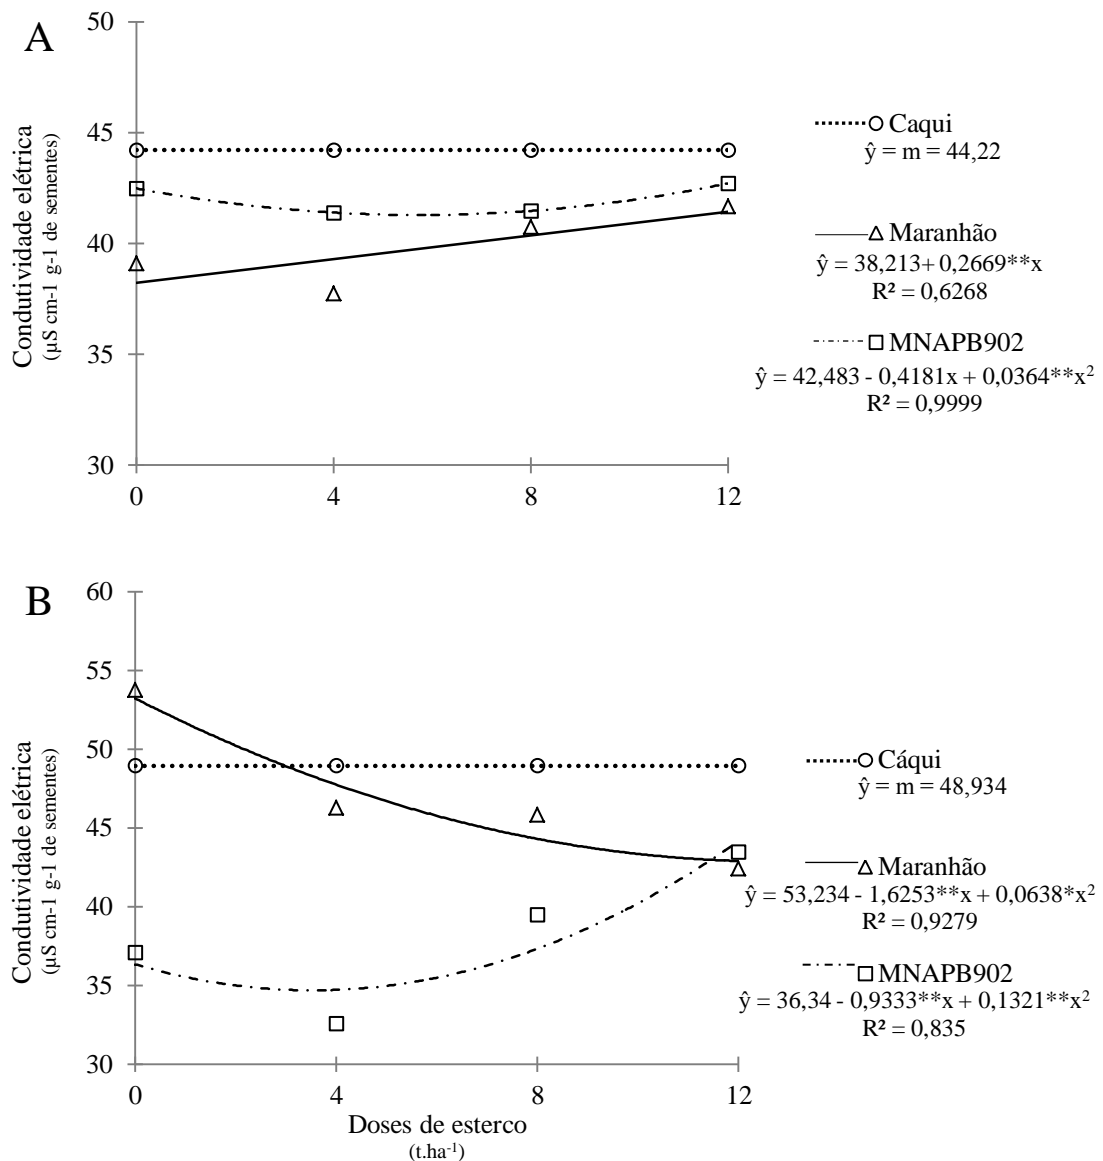 A
50
45
40
35
30
0
4
8
12
Condutividade elétrica
(µS cm-1 g-1 de sementes)
Caqui
ŷ = m = 44,22
Maranhão
ŷ = 38,213+ 0,2669**x
R² = 0,6268
MNAPB902
ŷ = 42,483 - 0,4181x + 0,0364**x²
R² = 0,9999
B
60
55
50
45
40
35
30
0
4
8
12
Condutividade elétrica
(µS cm-1 g-1 de sementes)
Doses de esterco
(t.ha⁻¹)
Cáqui
ŷ = m = 48,934
Maranhão
ŷ = 53,234 - 1,6253**x + 0,0638*x²
R² = 0,9279
MNAPB902
ŷ = 36,34 - 0,9333**x + 0,1321**x²
R² = 0,835